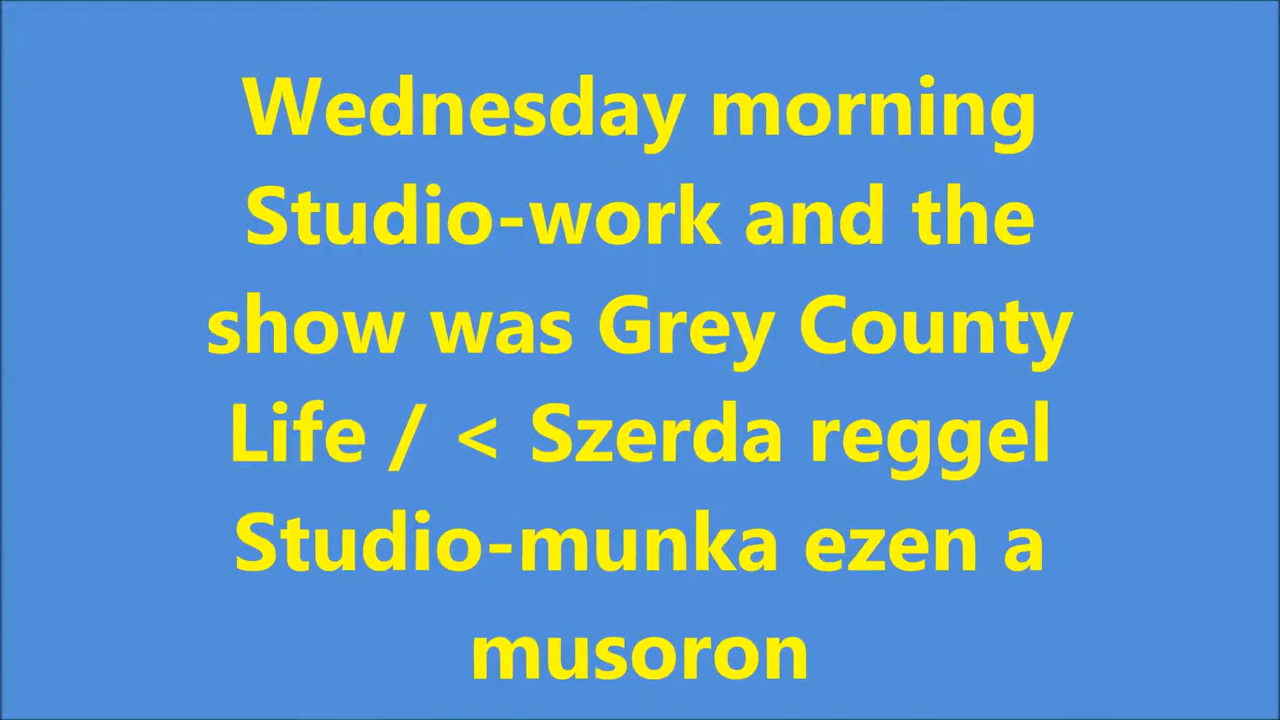 Wednesday morning
Studio-work and the
show was Grey County
Life / < Szerda reggel
Studio-munka ezen a
musoron